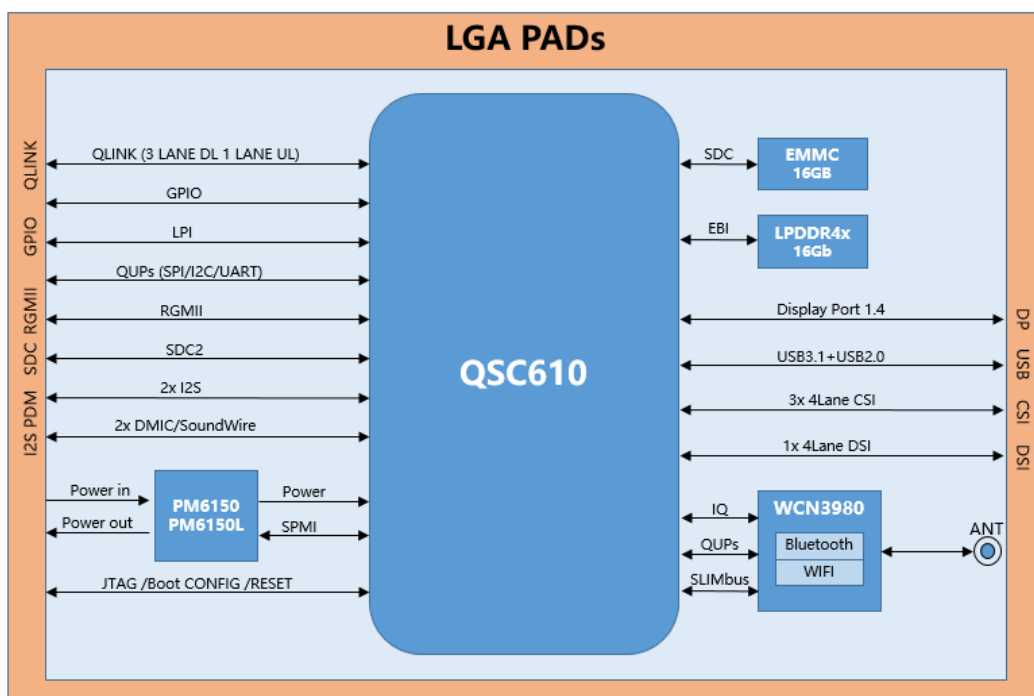 LGA PADs
QLINK
GPIO
RGMII
SDC
I2S PDM
QLINK (3 LANE DL 1 LANE UL)
GPIO
LPI
QUPs (SPI/I2C/UART)
RGMII
SDC2
2x I2S
2x DMIC/SoundWire
Power in
Power out
PM6150
PM6150L
Power
SPMI
JTAG /Boot CONFIG /RESET
QSC610
SDC
EMMC
16GB
EBI
LPDDR4x
16Gb
Display Port 1.4
USB3.1+USB2.0
3x 4Lane CSI
1x 4Lane DSI
IQ
QUPs
SLIMbus
WCN3980
Bluetooth
WIFI
ANT
DP
USB
CSI
DSI